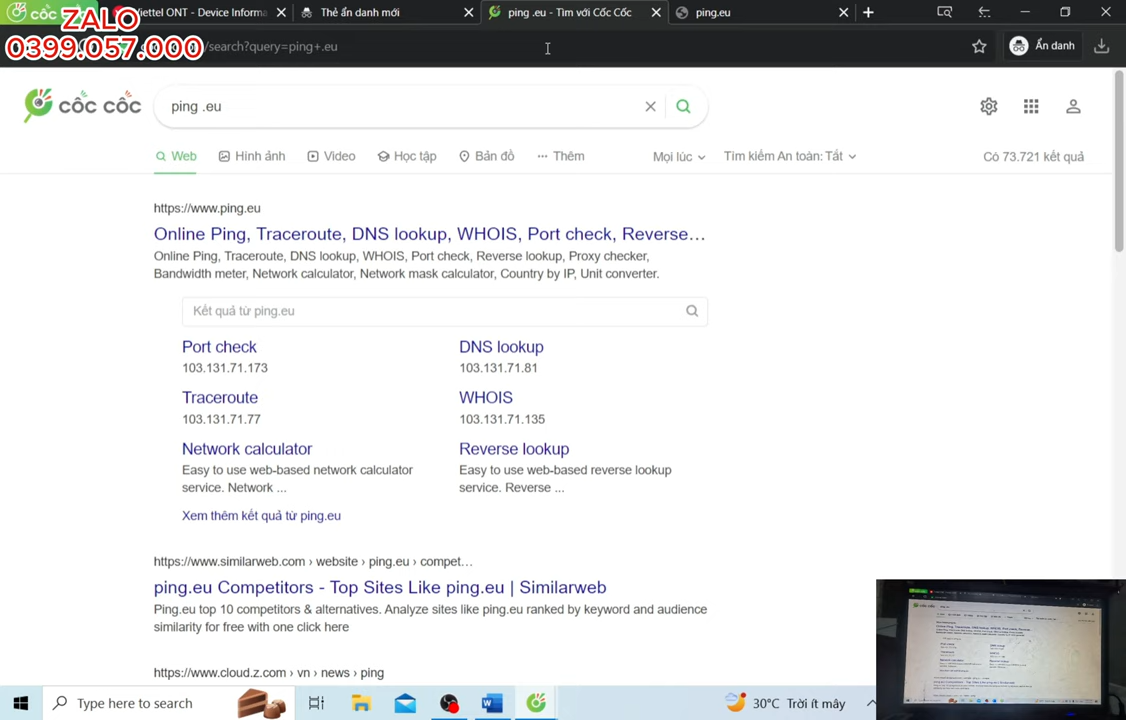 cốc cốc
ZALO
0399.057.000
iettel ONT - Device Informa
Thẻ ẩn danh mới
ping .eu - Tìm với Cốc Cốc
ping.eu
/search?query=ping+.eu
Ẩn danh
cốc cốc
ping .eu
Web
Hình ảnh
Video
Học tập
Bản đồ
Thêm
Mọi lúc
Tìm kiếm An toàn: Tắt
Có 73.721 kết quả
https://www.ping.eu
Online Ping, Traceroute, DNS lookup, WHOIS, Port check, Reverse...
Online Ping, Traceroute, DNS lookup, WHOIS, Port check, Reverse lookup, Proxy checker,
Bandwidth meter, Network calculator, Network mask calculator, Country by IP, Unit converter.
Kết quả từ ping.eu
Port check
103.131.71.173
DNS lookup
103.131.71.81
Traceroute
103.131.71.77
WHOIS
103.131.71.135
Network calculator
Easy to use web-based network calculator
service. Network ...
Reverse lookup
Easy to use web-based reverse lookup
service. Reverse ...
Xem thêm kết quả từ ping.eu
https://www.similarweb.com › website › ping.eu › compet...
ping.eu Competitors - Top Sites Like ping.eu | Similarweb
Ping.eu top 10 competitors & alternatives. Analyze sites like ping.eu ranked by keyword and audience
similarity for free with one click here
https://www.cloud.z.com › vn › news › ping
Type here to search
30°C Trời ít mây